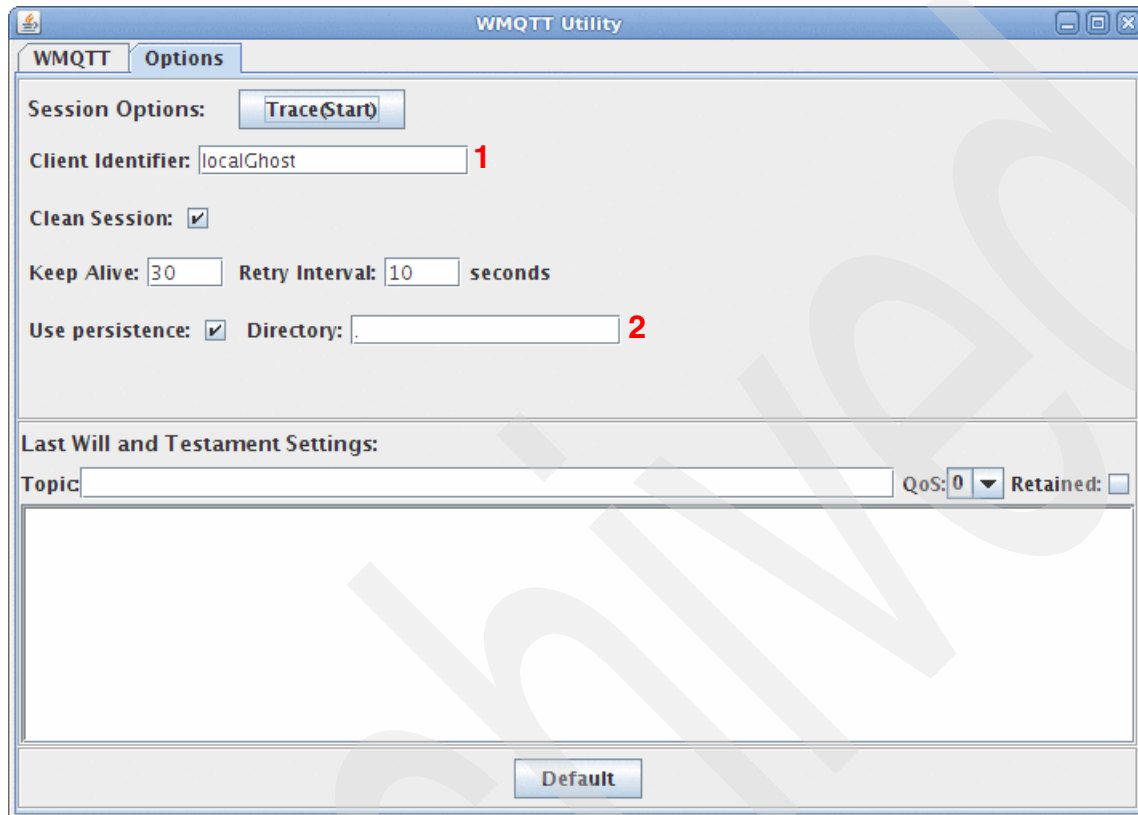 WMQTT Utility
WMQTT Options
Session Options: Trace(Start)
Client Identifier: localGhost 1
Clean Session:
Keep Alive: 30 Retry Interval: 10 seconds
Use persistence: Directory: . 2
Last Will and Testament Settings:
Topic QoS: 0 Retained:
Default